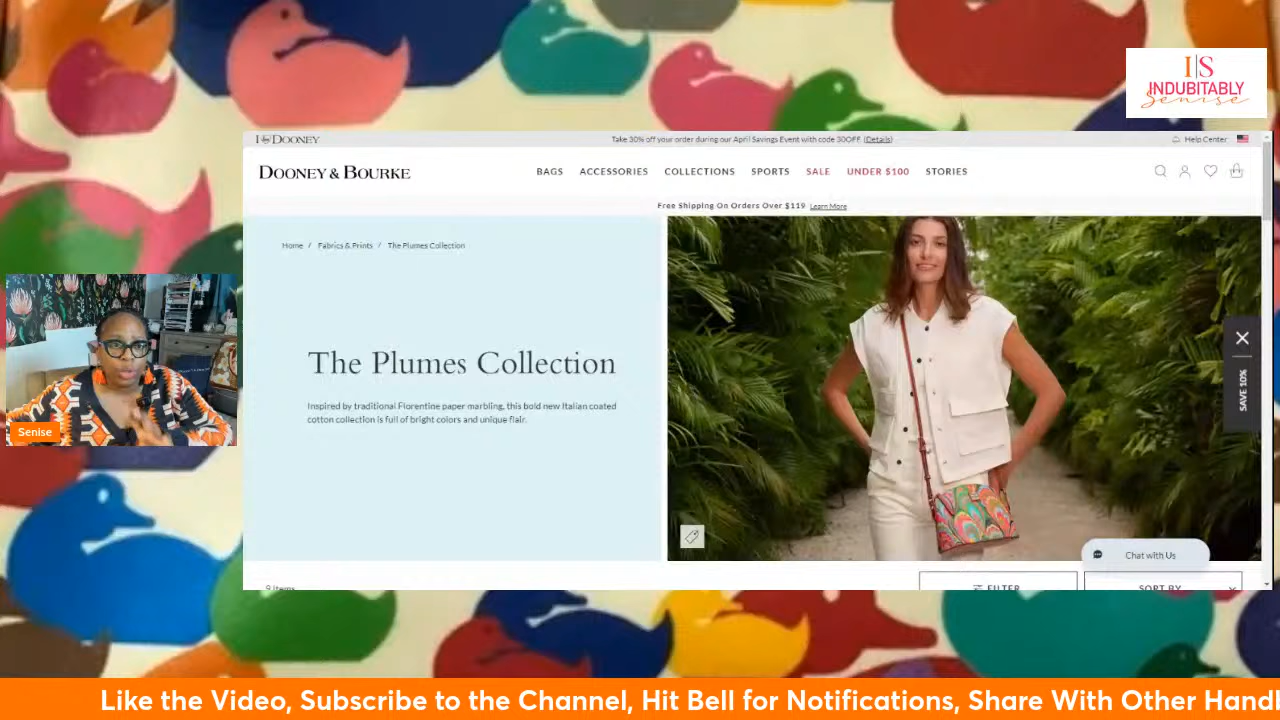 I|S
INDUBITABLY
Senise
DOONEY
Take 30% off your order during our April Savings Event with code 30OFF. (Details)
Help Center
DOONEY & BOURKE
BAGS ACCESSORIES COLLECTIONS SPORTS SALE UNDER $100 STORIES
Free Shipping On Orders Over $119 Learn More
Home / Fabrics & Prints / The Plumes Collection
The Plumes Collection
Inspired by traditional Florentine paper marbling, this bold new Italian coated
cotton collection is full of bright colors and unique flair.
SAVE 10%
Senise
Chat with Us
9 Items
FILTER
SORT BY
Like the Video, Subscribe to the Channel, Hit Bell for Notifications, Share With Other Hand